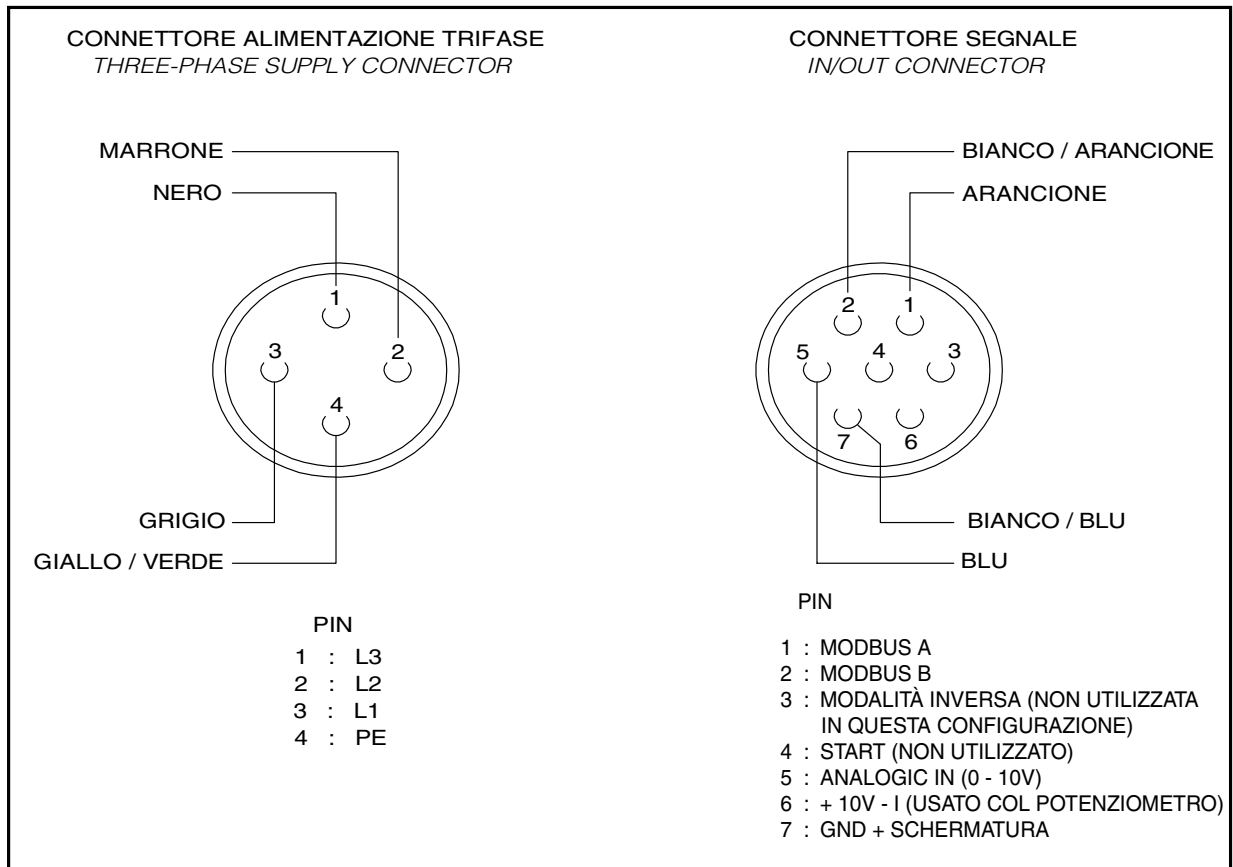 CONNETTORE ALIMENTAZIONE TRIFASE
THREE-PHASE SUPPLY CONNECTOR
MARRONE
NERO
1
3
2
4
GRIGIO
GIALLO / VERDE
PIN
1 : L3
2 : L2
3 : L1
4 : PE
CONNETTORE SEGNALE
IN/OUT CONNECTOR
BIANCO / ARANCIONE
ARANCIONE
2 1
5 4 3
7 6
BIANCO / BLU
BLU
PIN
1 : MODBUS A
2 : MODBUS B
3 : MODALITÀ INVERSA (NON UTILIZZATA
IN QUESTA CONFIGURAZIONE)
4 : START (NON UTILIZZATO)
5 : ANALOGIC IN (0 - 10V)
6 : + 10V - I (USATO COL POTENZIOMETRO)
7 : GND + SCHERMATURA